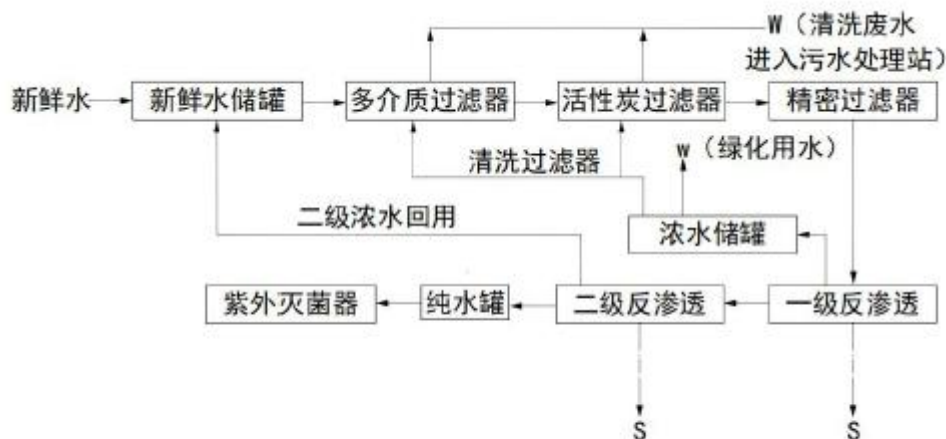 W（清洗废水
进入污水处理站）
新鲜水
新鲜水储罐
多介质过滤器
活性炭过滤器
精密过滤器
清洗过滤器
w（绿化用水）
二级浓水回用
浓水储罐
紫外灭菌器
纯水罐
二级反渗透
一级反渗透
S
S